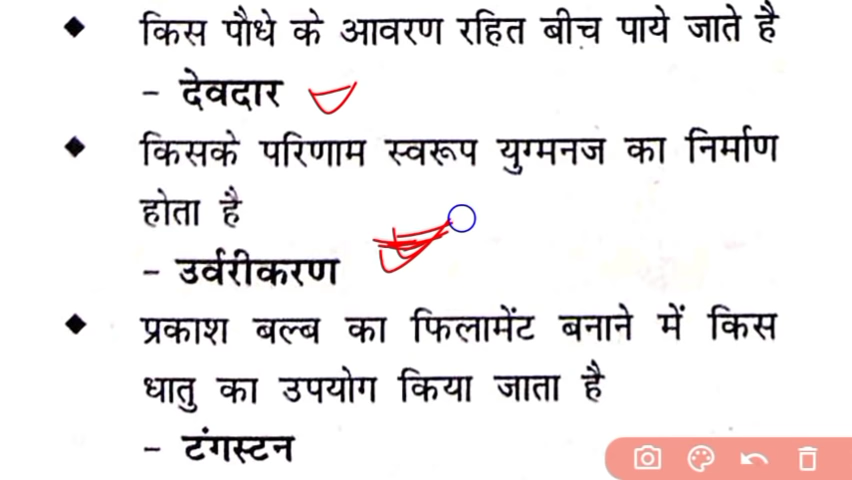 ◆ किस पौधे के आवरण रहित बीच पाये जाते है
– देवदार
◆ किसके परिणाम स्वरूप युग्मनज का निर्माण
होता है
– उर्वरीकरण
◆ प्रकाश बल्ब का फिलामेंट बनाने में किस
धातु का उपयोग किया जाता है
– टंगस्टन